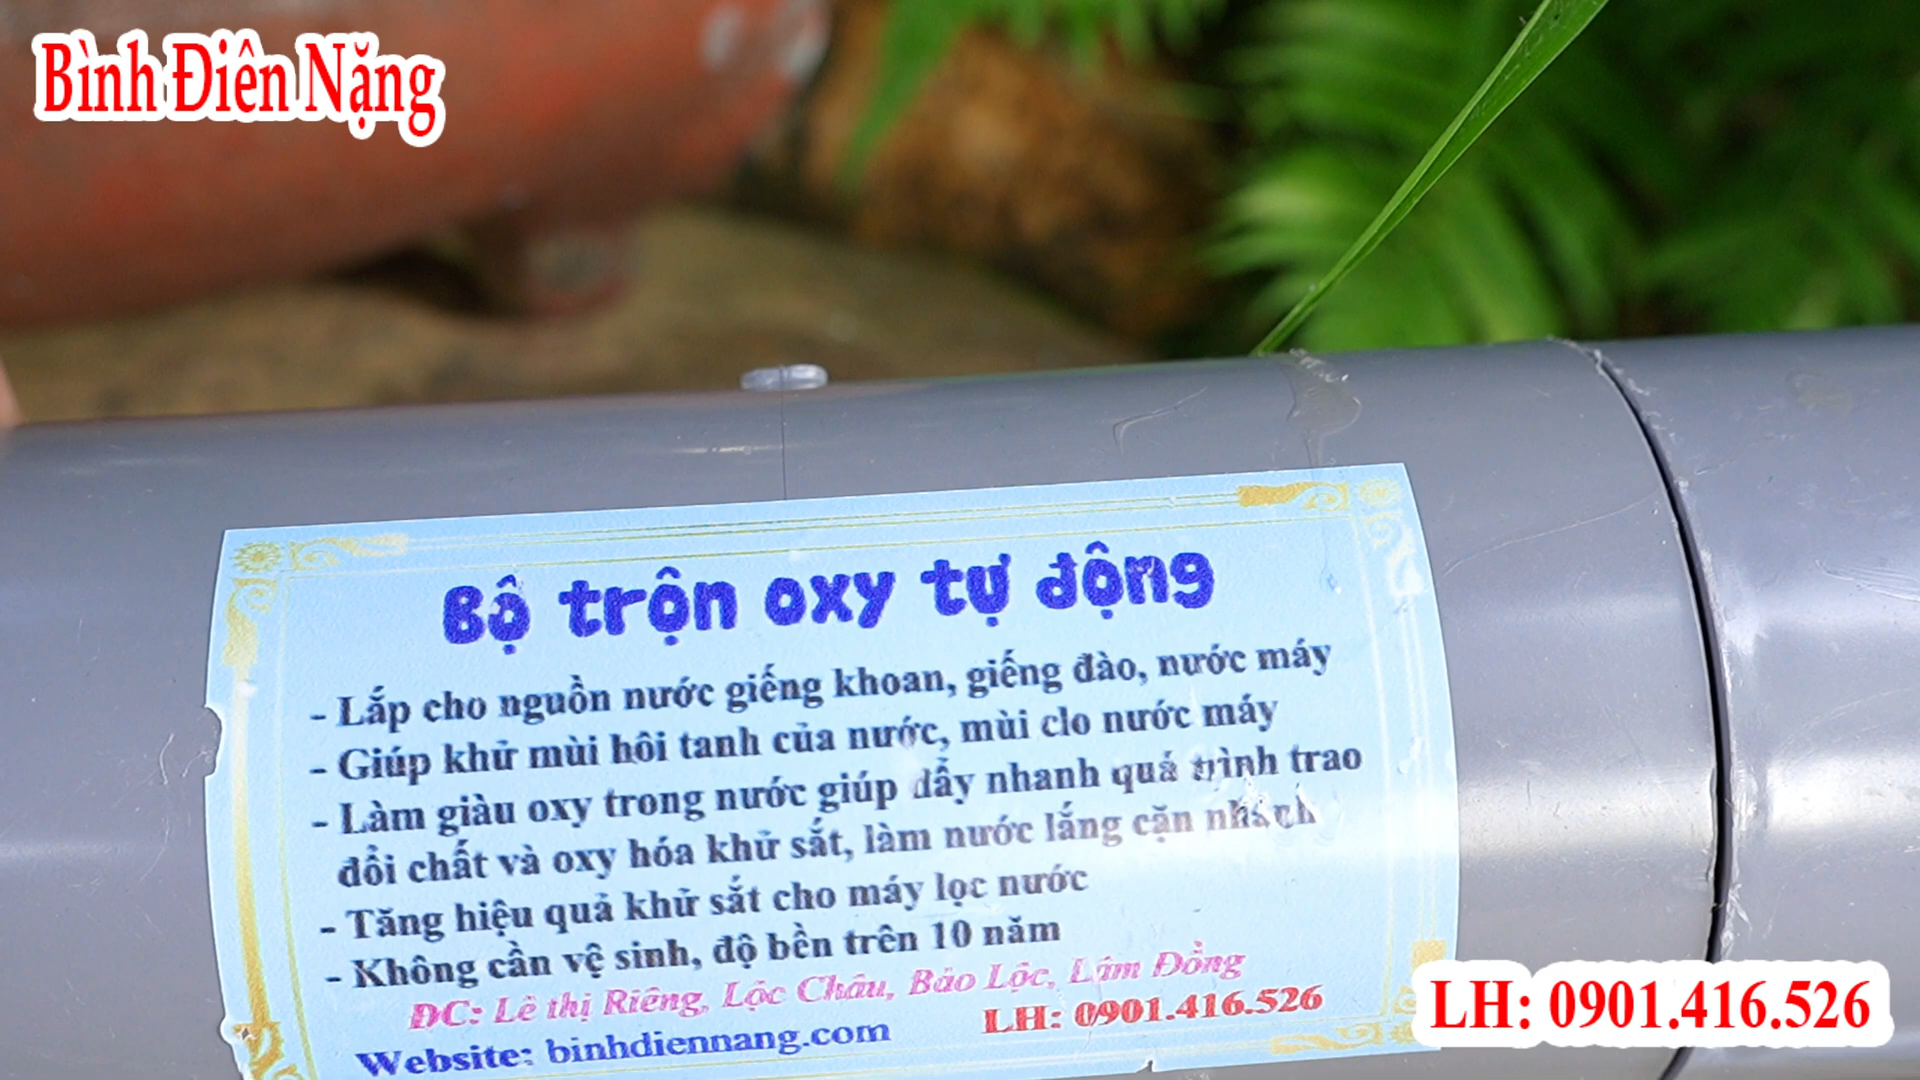 Bình Điên Nặng
Bộ trộn oxy tự động
- Lắp cho nguồn nước giếng khoan, giếng đào, nước máy
- Giúp khử mùi hôi tanh của nước, mùi clo nước máy
- Làm giàu oxy trong nước giúp đẩy nhanh quá trình trao
đổi chất và oxy hóa khử sắt, làm nước lắng cặn nhanh
- Tăng hiệu quả khử sắt cho máy lọc nước
- Không cần vệ sinh, độ bền trên 10 năm
ĐC: Lê thị Riêng, Lộc Châu, Bảo Lộc, Lâm Đồng
Website: binhdiennang.com
LH: 0901.416.526
LH: 0901.416.526